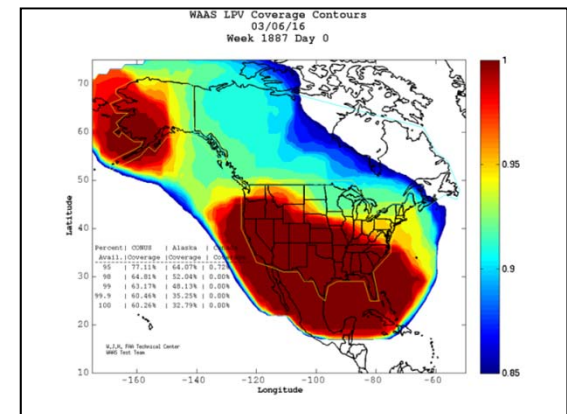 WAAS LPV Coverage Contours
03/06/16
Week 1887 Day 0
Latitude
70
60
50
40
30
20
10
-160
-140
-120
-100
-80
-60
Longitude
Percent| CONUS | Alaska |
Avail.|Coverage |Coverage |
95 | 77.11% | 64.07% | 0.72%
98 | 64.81% | 52.04% | 0.00%
99 | 63.17% | 48.13% | 0.00%
99.9 | 60.46% | 35.25% | 0.00%
100 | 60.26% | 32.79% | 0.00%
W.J.H. FAA Technical Center
WAAS Test Team
1
0.95
0.9
0.85